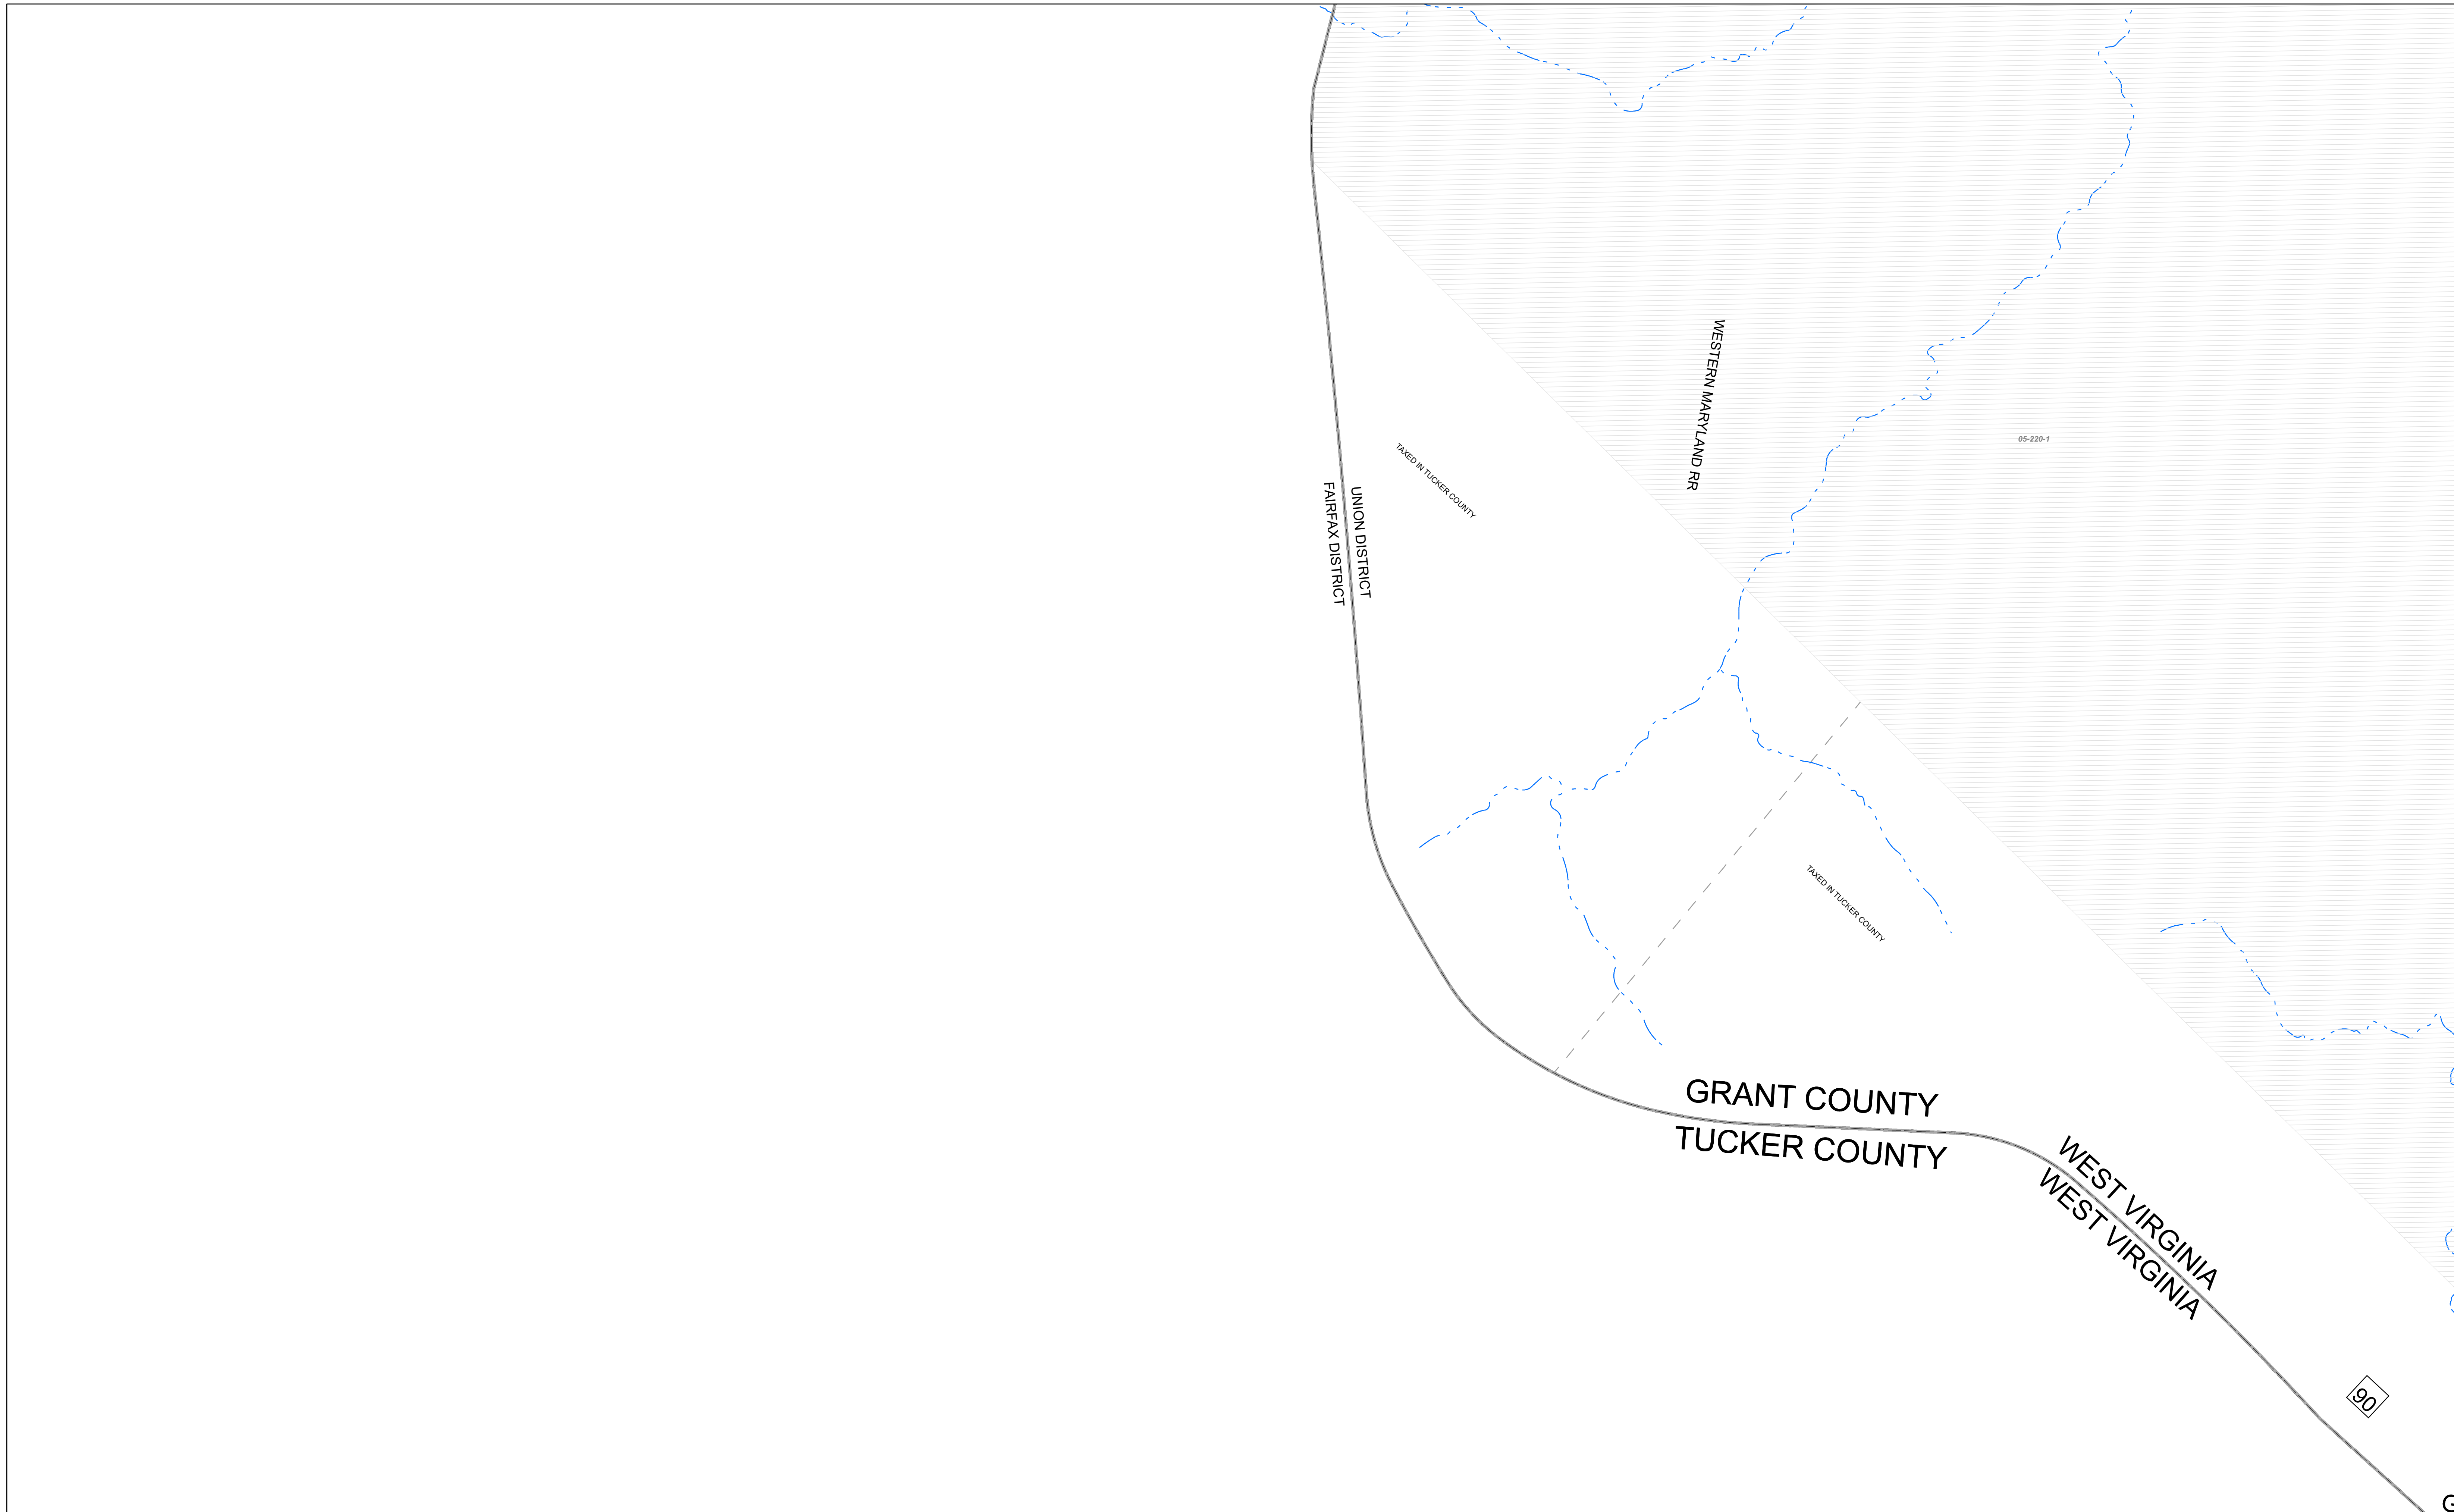 WESTERN MARYLAND RR
05-220-1
TAXED IN TUCKER COUNTY
UNION DISTRICT
FAIRFAX DISTRICT
TAXED IN TUCKER COUNTY
GRANT COUNTY
TUCKER COUNTY
WEST VIRGINIA
WEST VIRGINIA
90